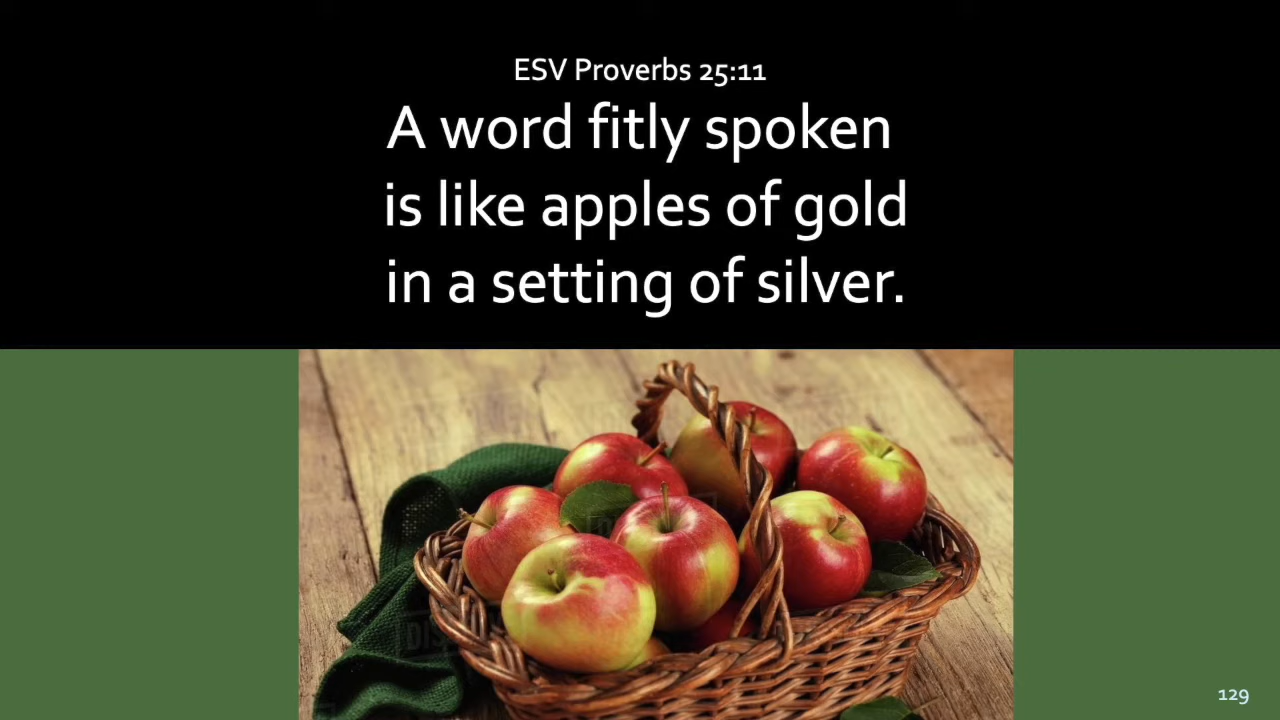 ESV Proverbs 25:11
A word fitly spoken
is like apples of gold
in a setting of silver.
129